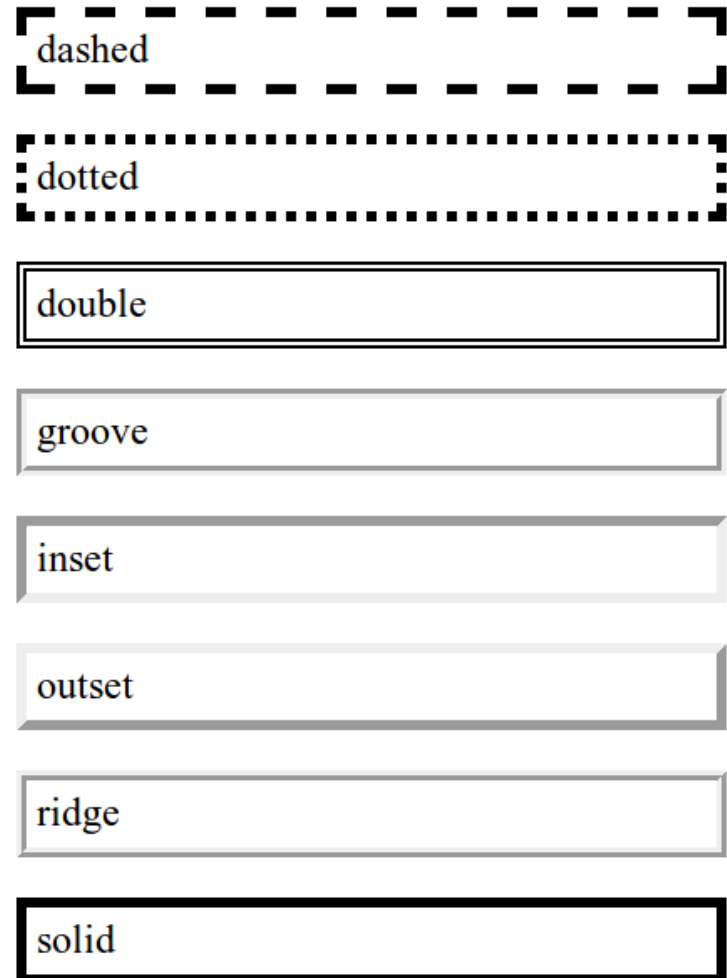 dashed
dotted
double
groove
inset
outset
ridge
solid